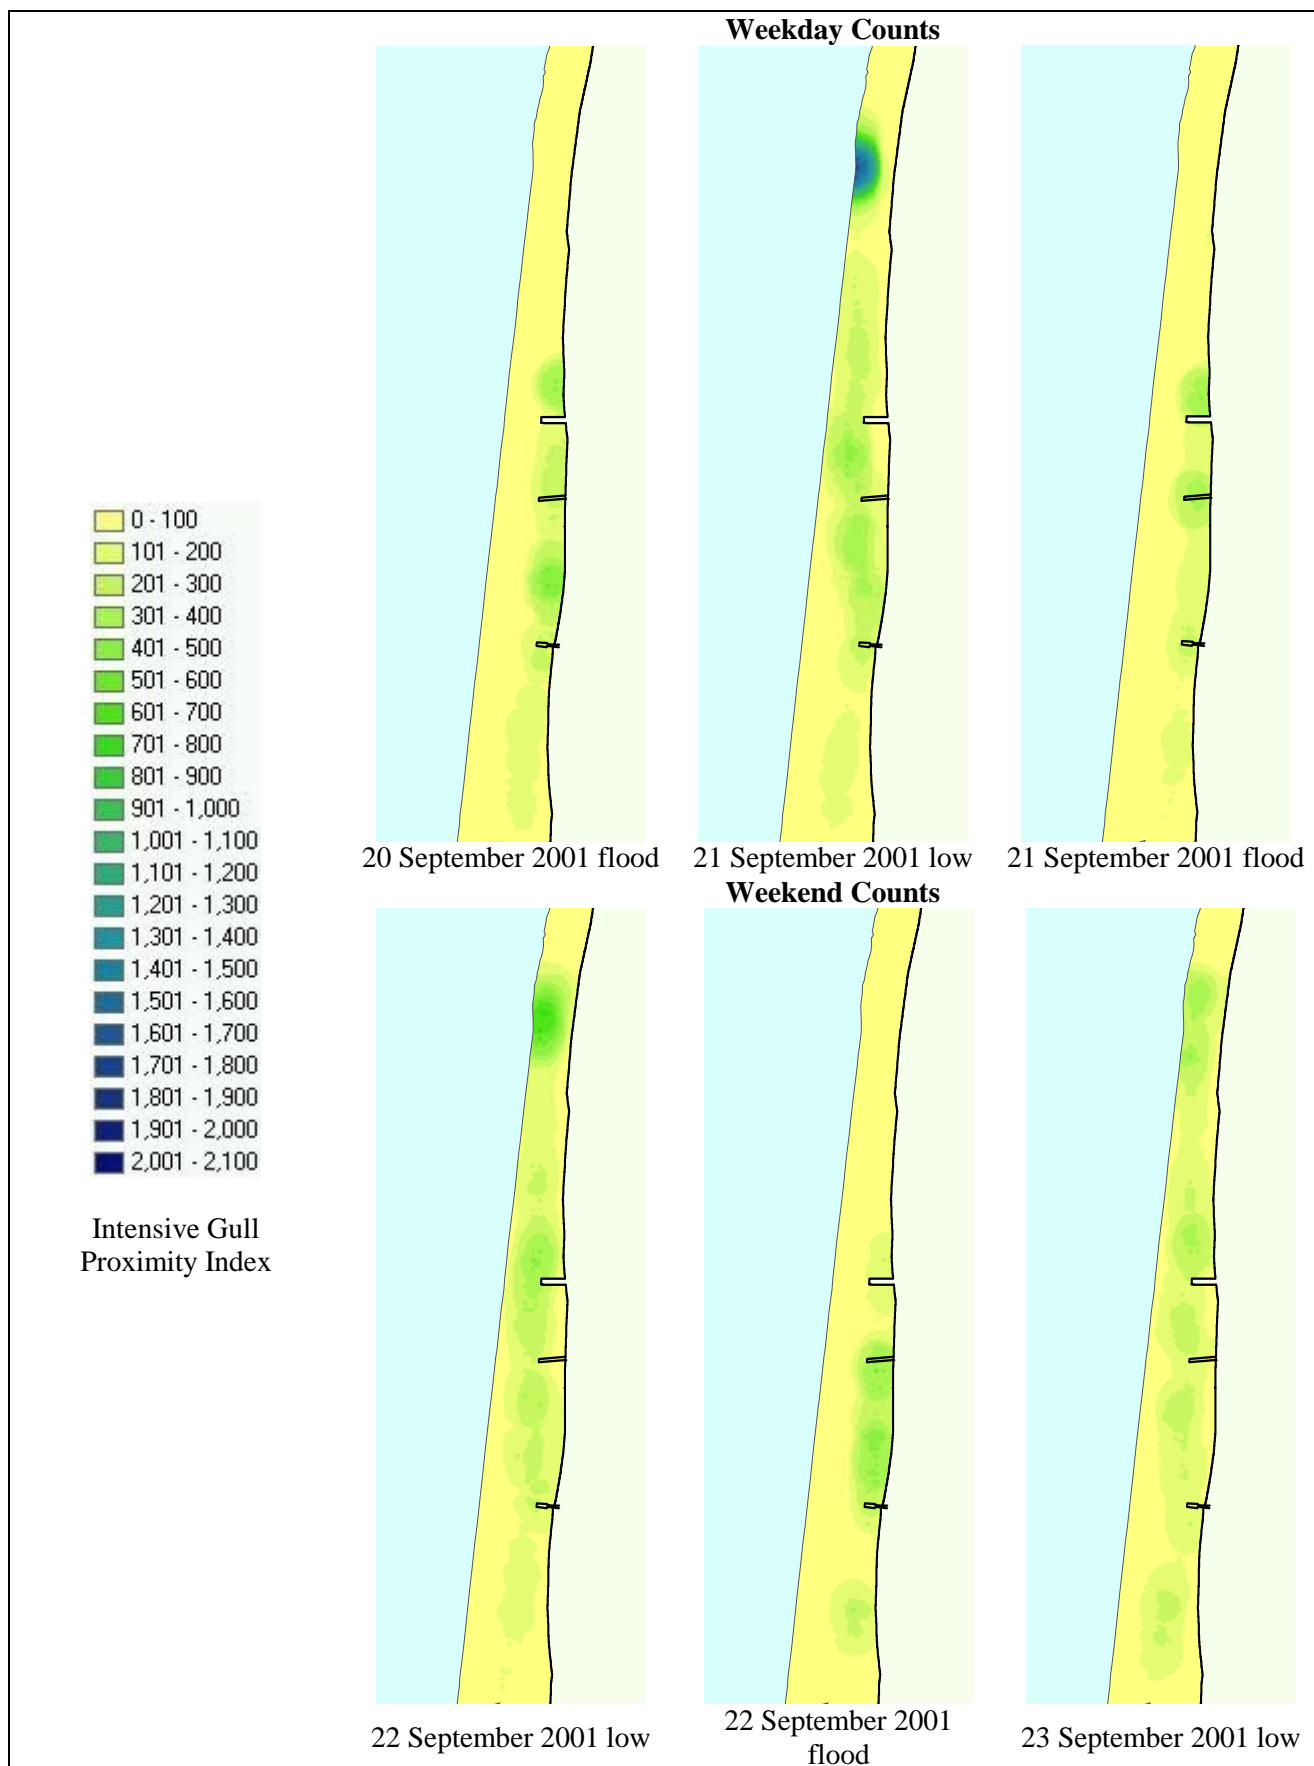 Weekday Counts
0 - 100
101 - 200
201 - 300
301 - 400
401 - 500
501 - 600
601 - 700
701 - 800
801 - 900
901 - 1,000
1,001 - 1,100
1,101 - 1,200
1,201 - 1,300
1,301 - 1,400
1,401 - 1,500
1,501 - 1,600
1,601 - 1,700
1,701 - 1,800
1,801 - 1,900
1,901 - 2,000
2,001 - 2,100
Intensive Gull
Proximity Index
20 September 2001 flood
21 September 2001 low
21 September 2001 flood
Weekend Counts
22 September 2001 low
22 September 2001
flood
23 September 2001 low